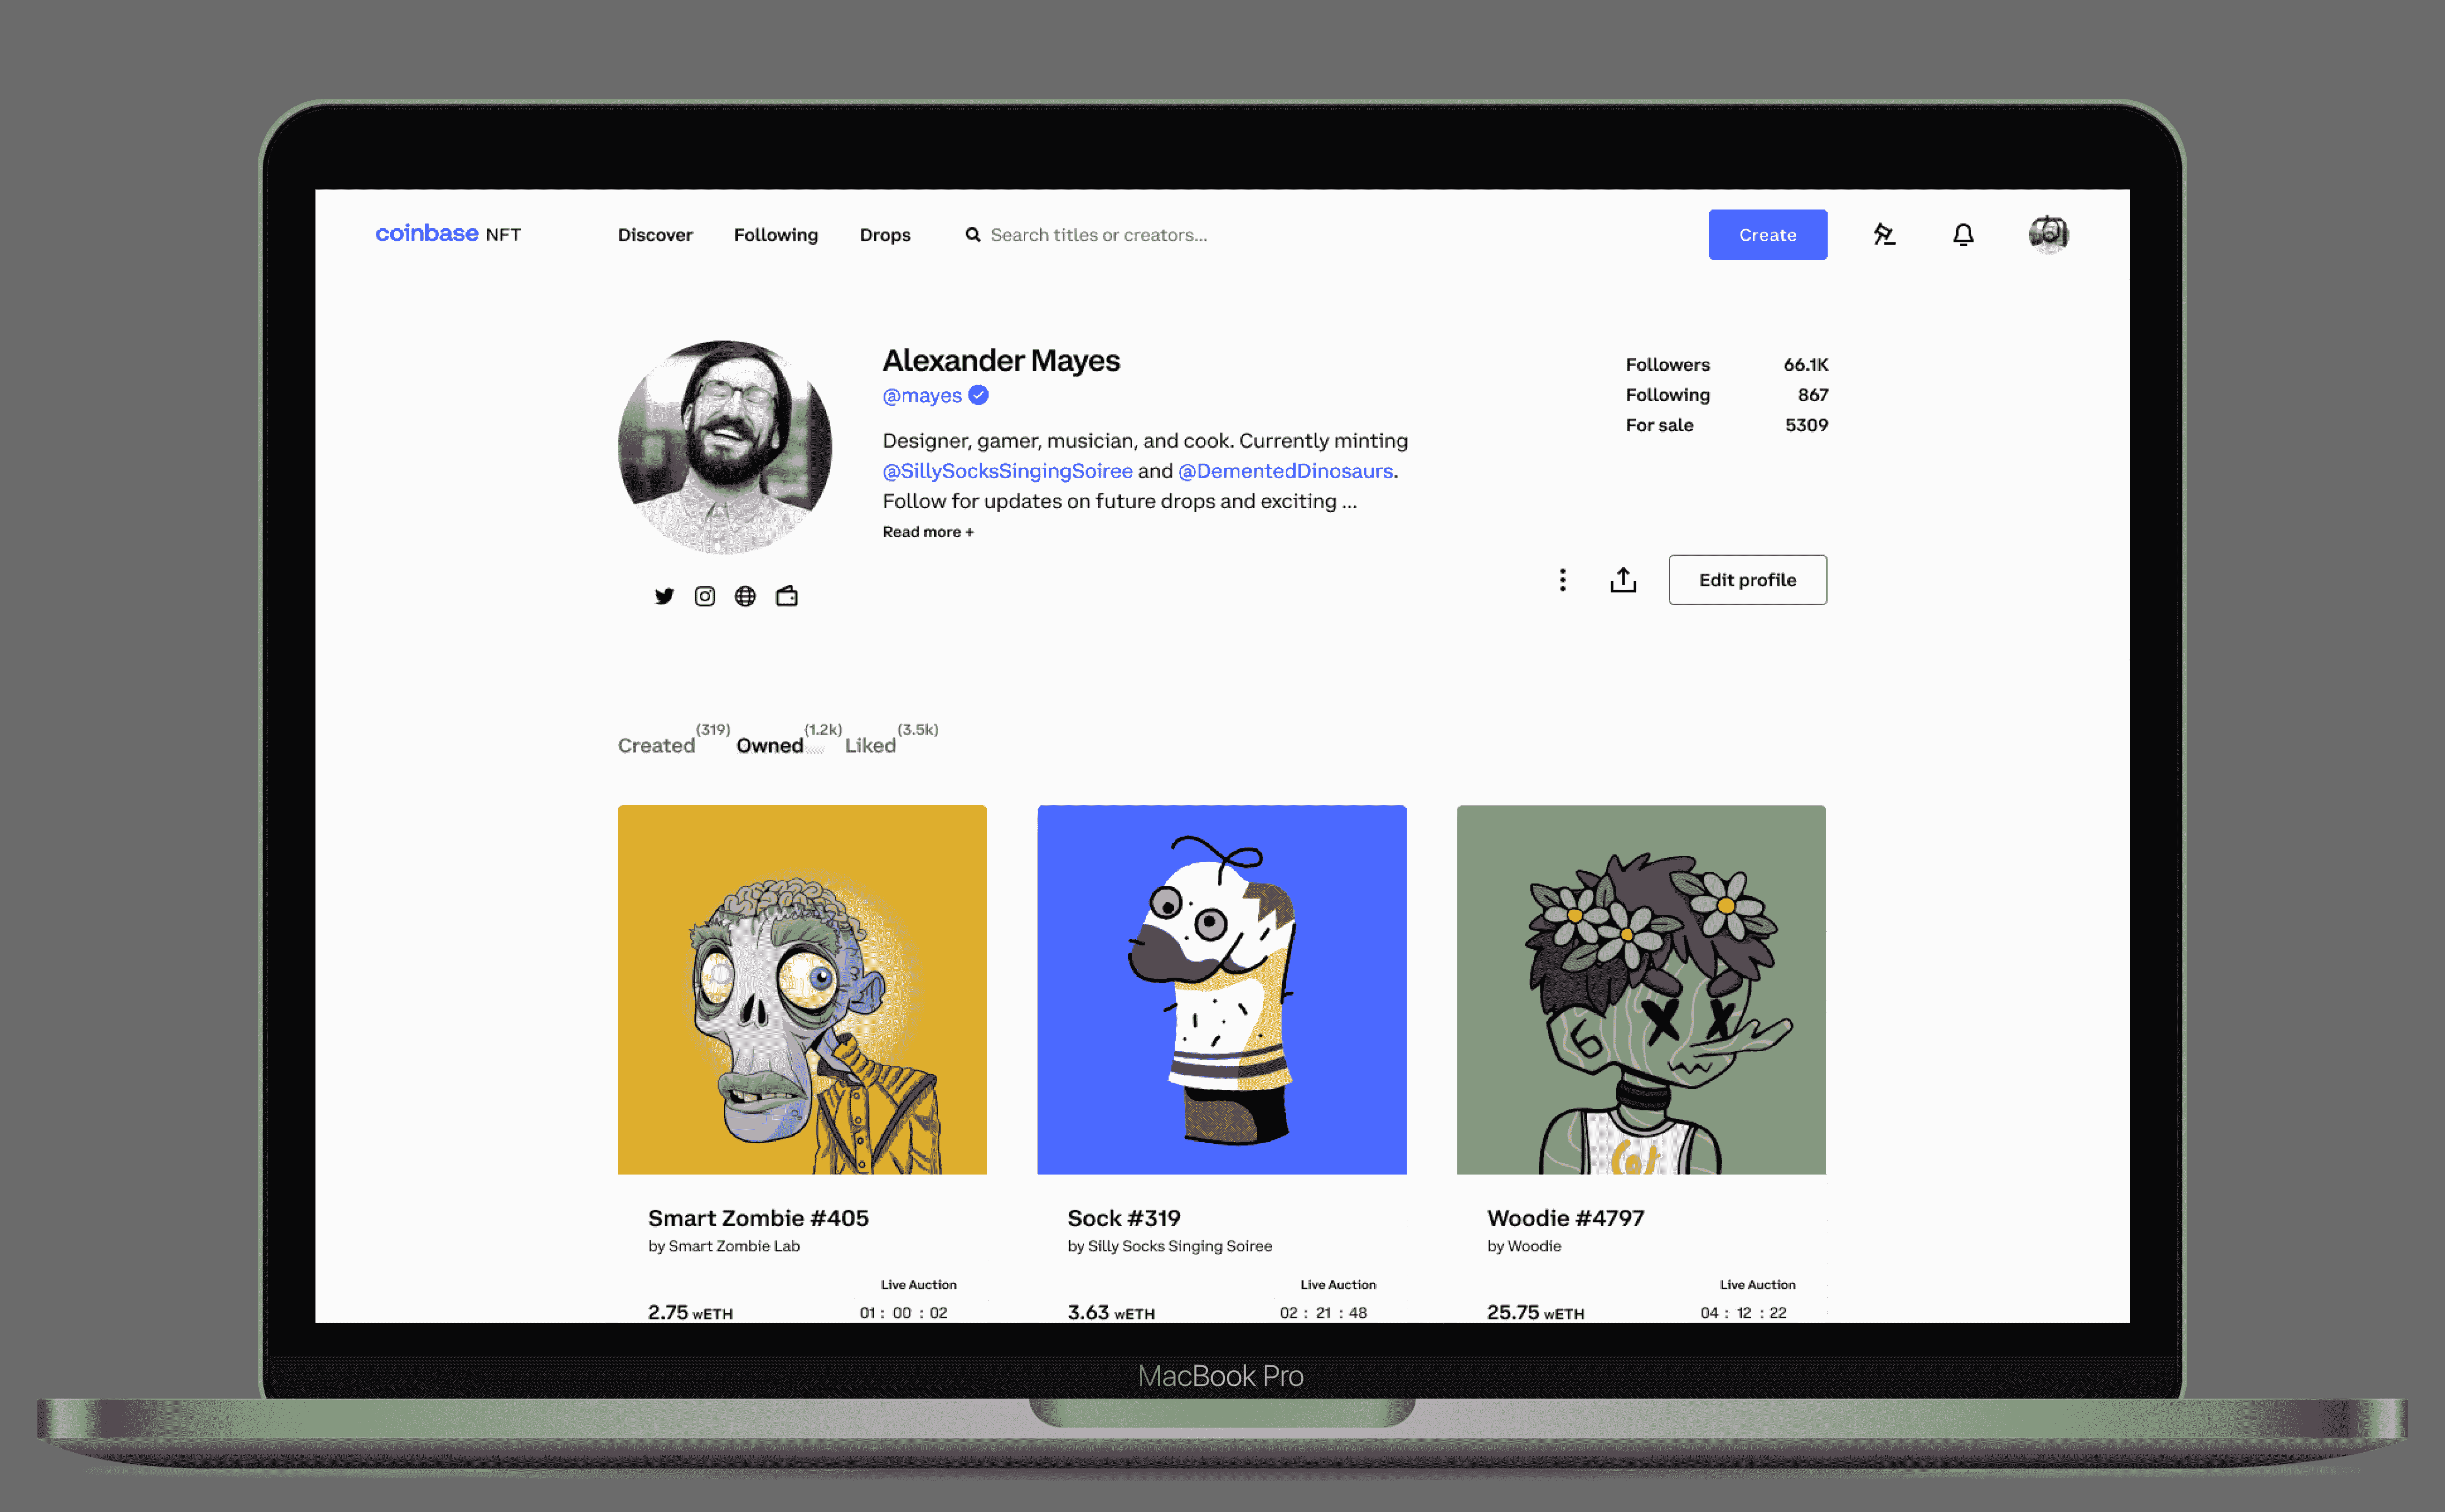 coinbase NFT
Discover
Following
Drops
Search titles or creators...
Create
Alexander Mayes
@mayes
Designer, gamer, musician, and cook. Currently minting
@SillySocksSingingSoiree and @DementedDinosaurs.
Follow for updates on future drops and exciting ...
Read more +
Followers 66.1K
Following 867
For sale 5309
Edit profile
Created (319) Owned (1.2k) Liked (3.5k)
6
Smart Zombie #405
by Smart Zombie Lab
Live Auction
2.75 wETH 01 : 00 : 02
Sock #319
by Silly Socks Singing Soiree
Live Auction
3.63 wETH 02 : 21 : 48
Woodie #4797
by Woodie
Live Auction
25.75 wETH 04 : 12 : 22
MacBook Pro